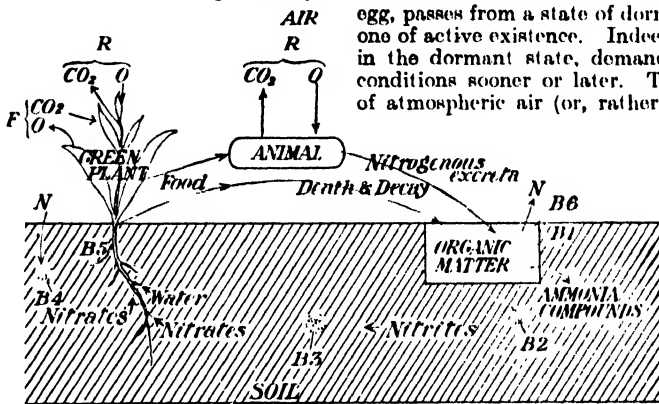 AIR
egg, passes from a state of dorm
one of active existence. Indee
in the dormant state, demand
conditions sooner or later. T
of atmospheric air (or, rather
R
CO2 O
R
CO2 O
F { CO2
O
GREEN
PLANT
ANIMAL
Food
Nitrogenous
excreta
Death & Decay
N
N
B6
B1
B5
ORGANIC
MATTER
B4
Nitrates
Water
Nitrates
B3
Nitrites
B2
AMMONIA
COMPOUNDS
SOIL